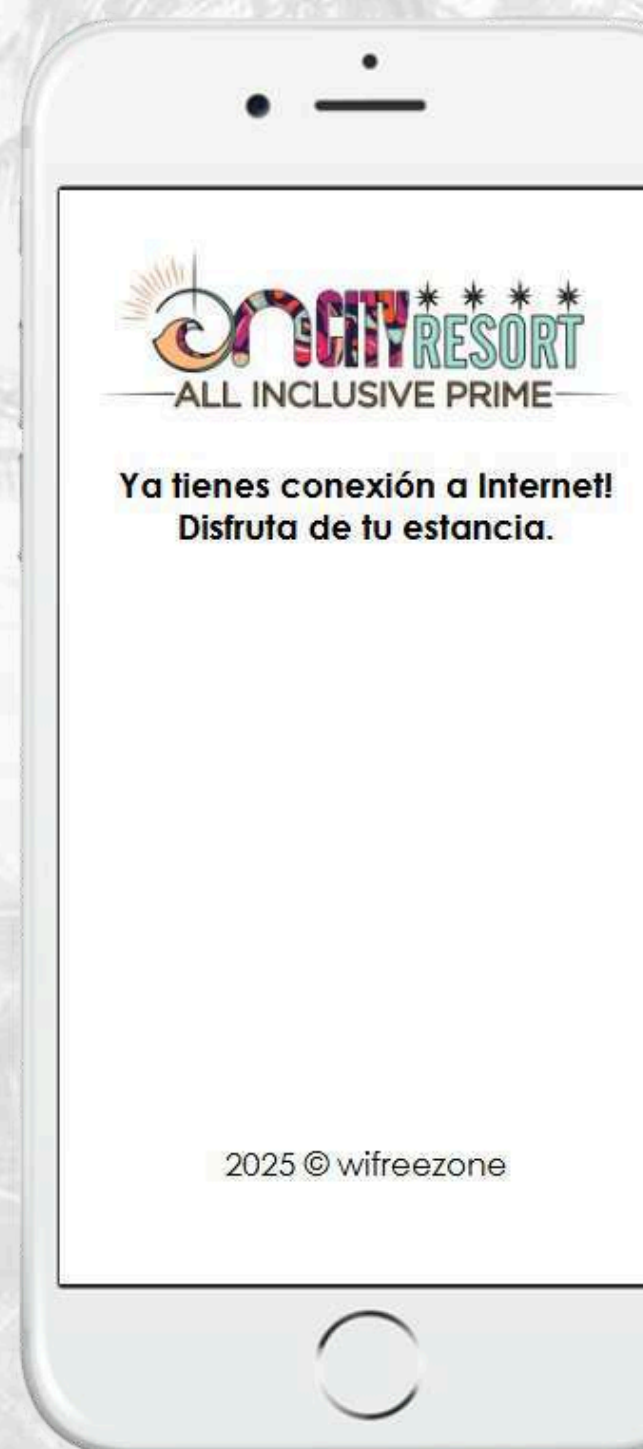 ON CITY RESORT
ALL INCLUSIVE PRIME
Ya tienes conexión a Internet!
Disfruta de tu estancia.
2025 © wifreezone